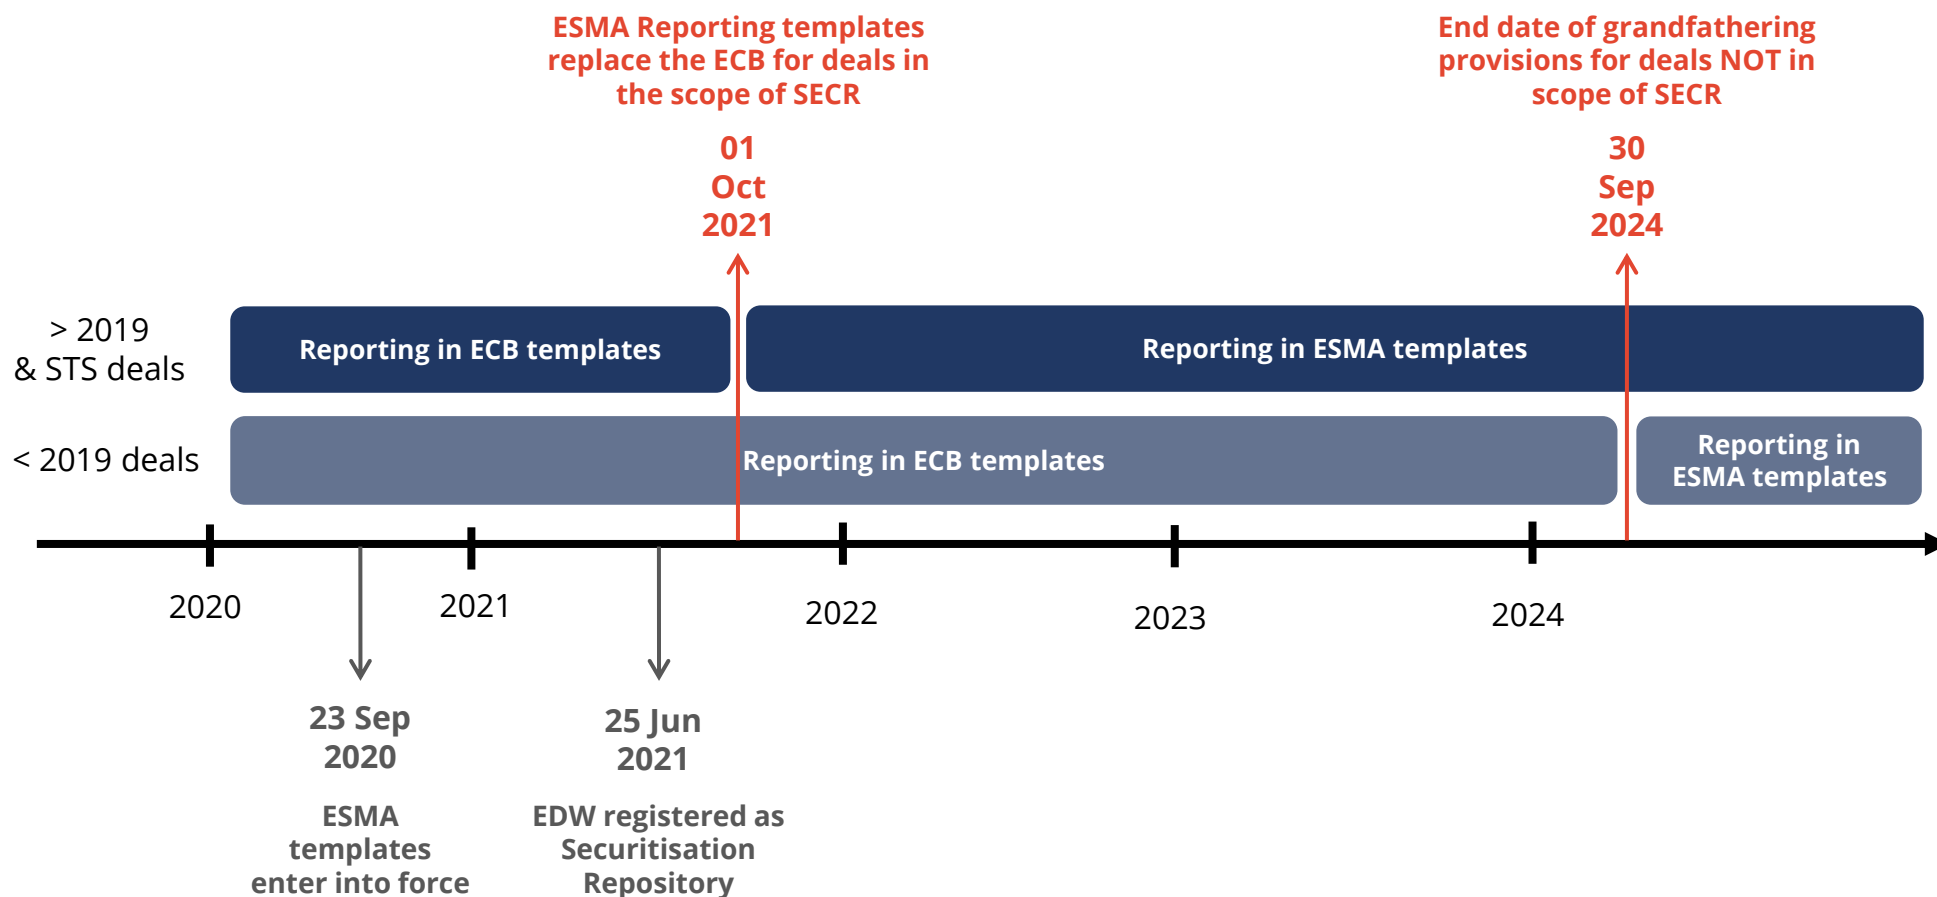 ESMA Reporting templates
replace the ECB for deals in
the scope of SECR
01
Oct
2021
End date of grandfathering
provisions for deals NOT in
scope of SECR
30
Sep
2024
> 2019
& STS deals
Reporting in ECB templates
Reporting in ESMA templates
< 2019 deals
Reporting in ECB templates
Reporting in
ESMA templates
2020
2021
2022
2023
2024
23 Sep
2020
ESMA
templates
enter into force
25 Jun
2021
EDW registered as
Securitisation
Repository